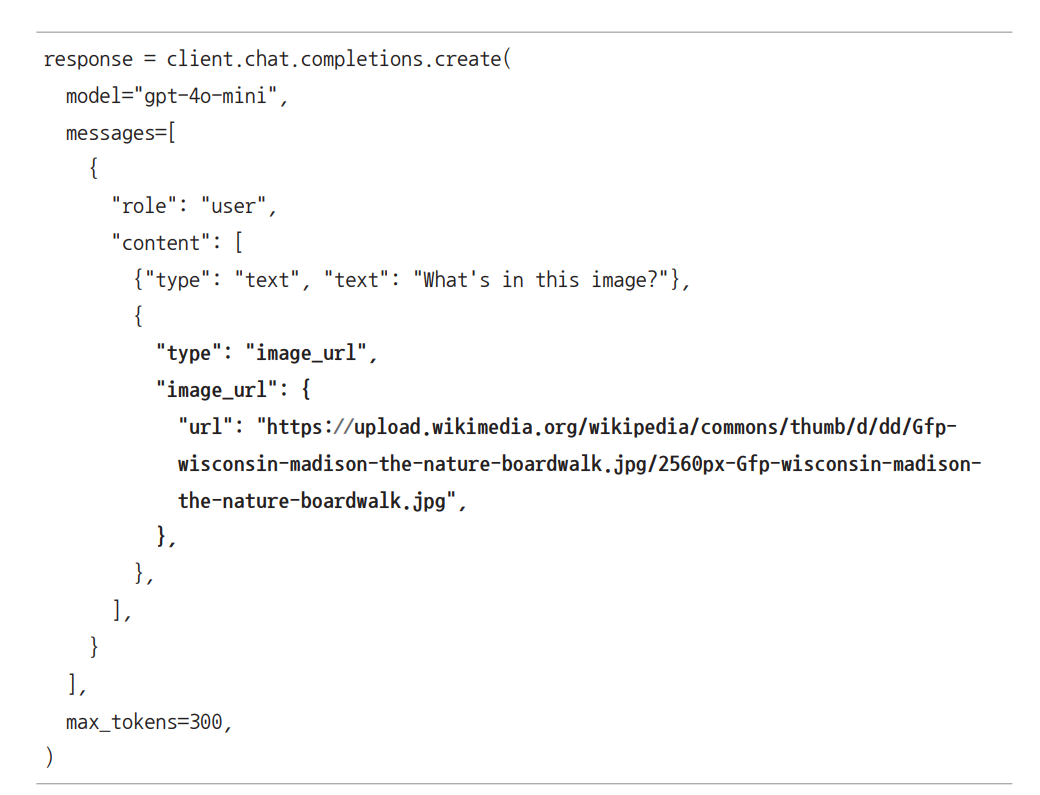 response = client.chat.completions.create(
  model="gpt-4o-mini",
  messages=[
    {
      "role": "user",
      "content": [
        {"type": "text", "text": "What's in this image?"},
        {
          "type": "image_url",
          "image_url": {
            "url": "https://upload.wikimedia.org/wikipedia/commons/thumb/d/dd/Gfp-
            wisconsin-madison-the-nature-boardwalk.jpg/2560px-Gfp-wisconsin-madison-
            the-nature-boardwalk.jpg",
          },
        },
      ],
    }
  ],
  max_tokens=300,
)